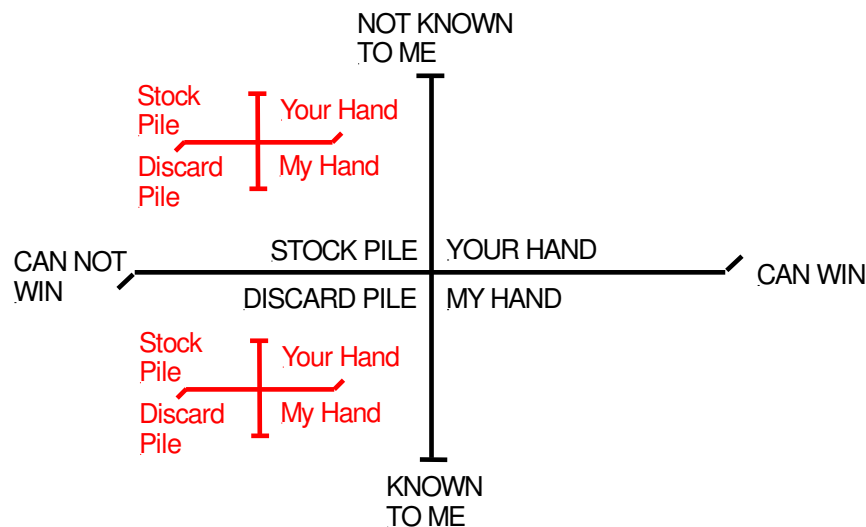 NOT KNOWN
TO ME
Stock
Pile
Your Hand
Discard
Pile
My Hand
STOCK PILE
YOUR HAND
CAN NOT
WIN
CAN WIN
DISCARD PILE
MY HAND
Stock
Pile
Your Hand
Discard
Pile
My Hand
KNOWN
TO ME